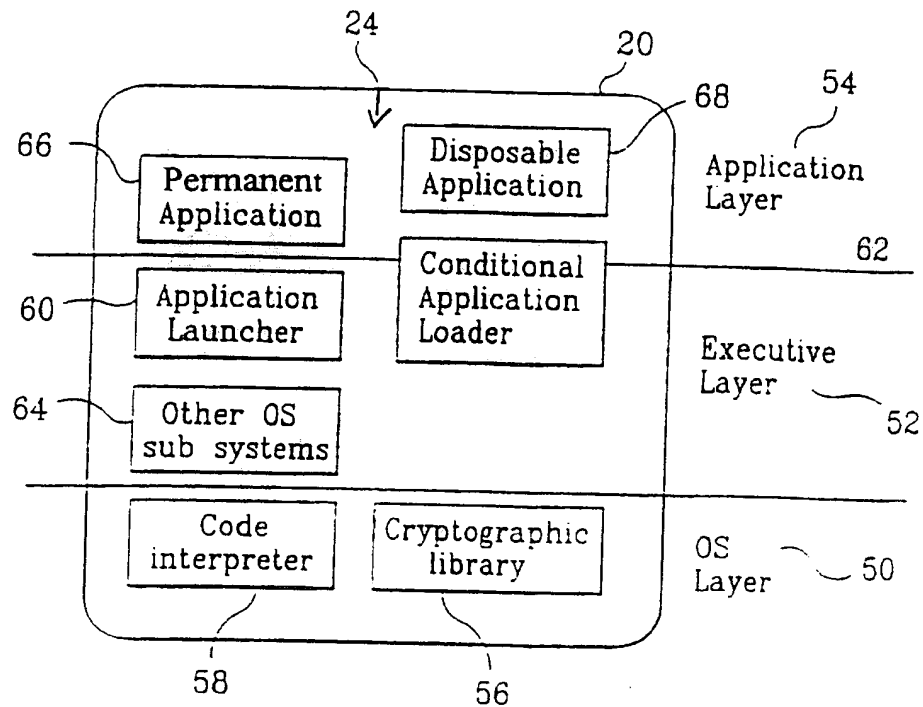 24
20
54
68
66
Disposable
Application
Permanent
Application
Application
Layer
62
Conditional
Application
Loader
60
Application
Launcher
Executive
Layer
52
64
Other OS
sub systems
Code
interpreter
Cryptographic
library
OS
Layer
50
58
56